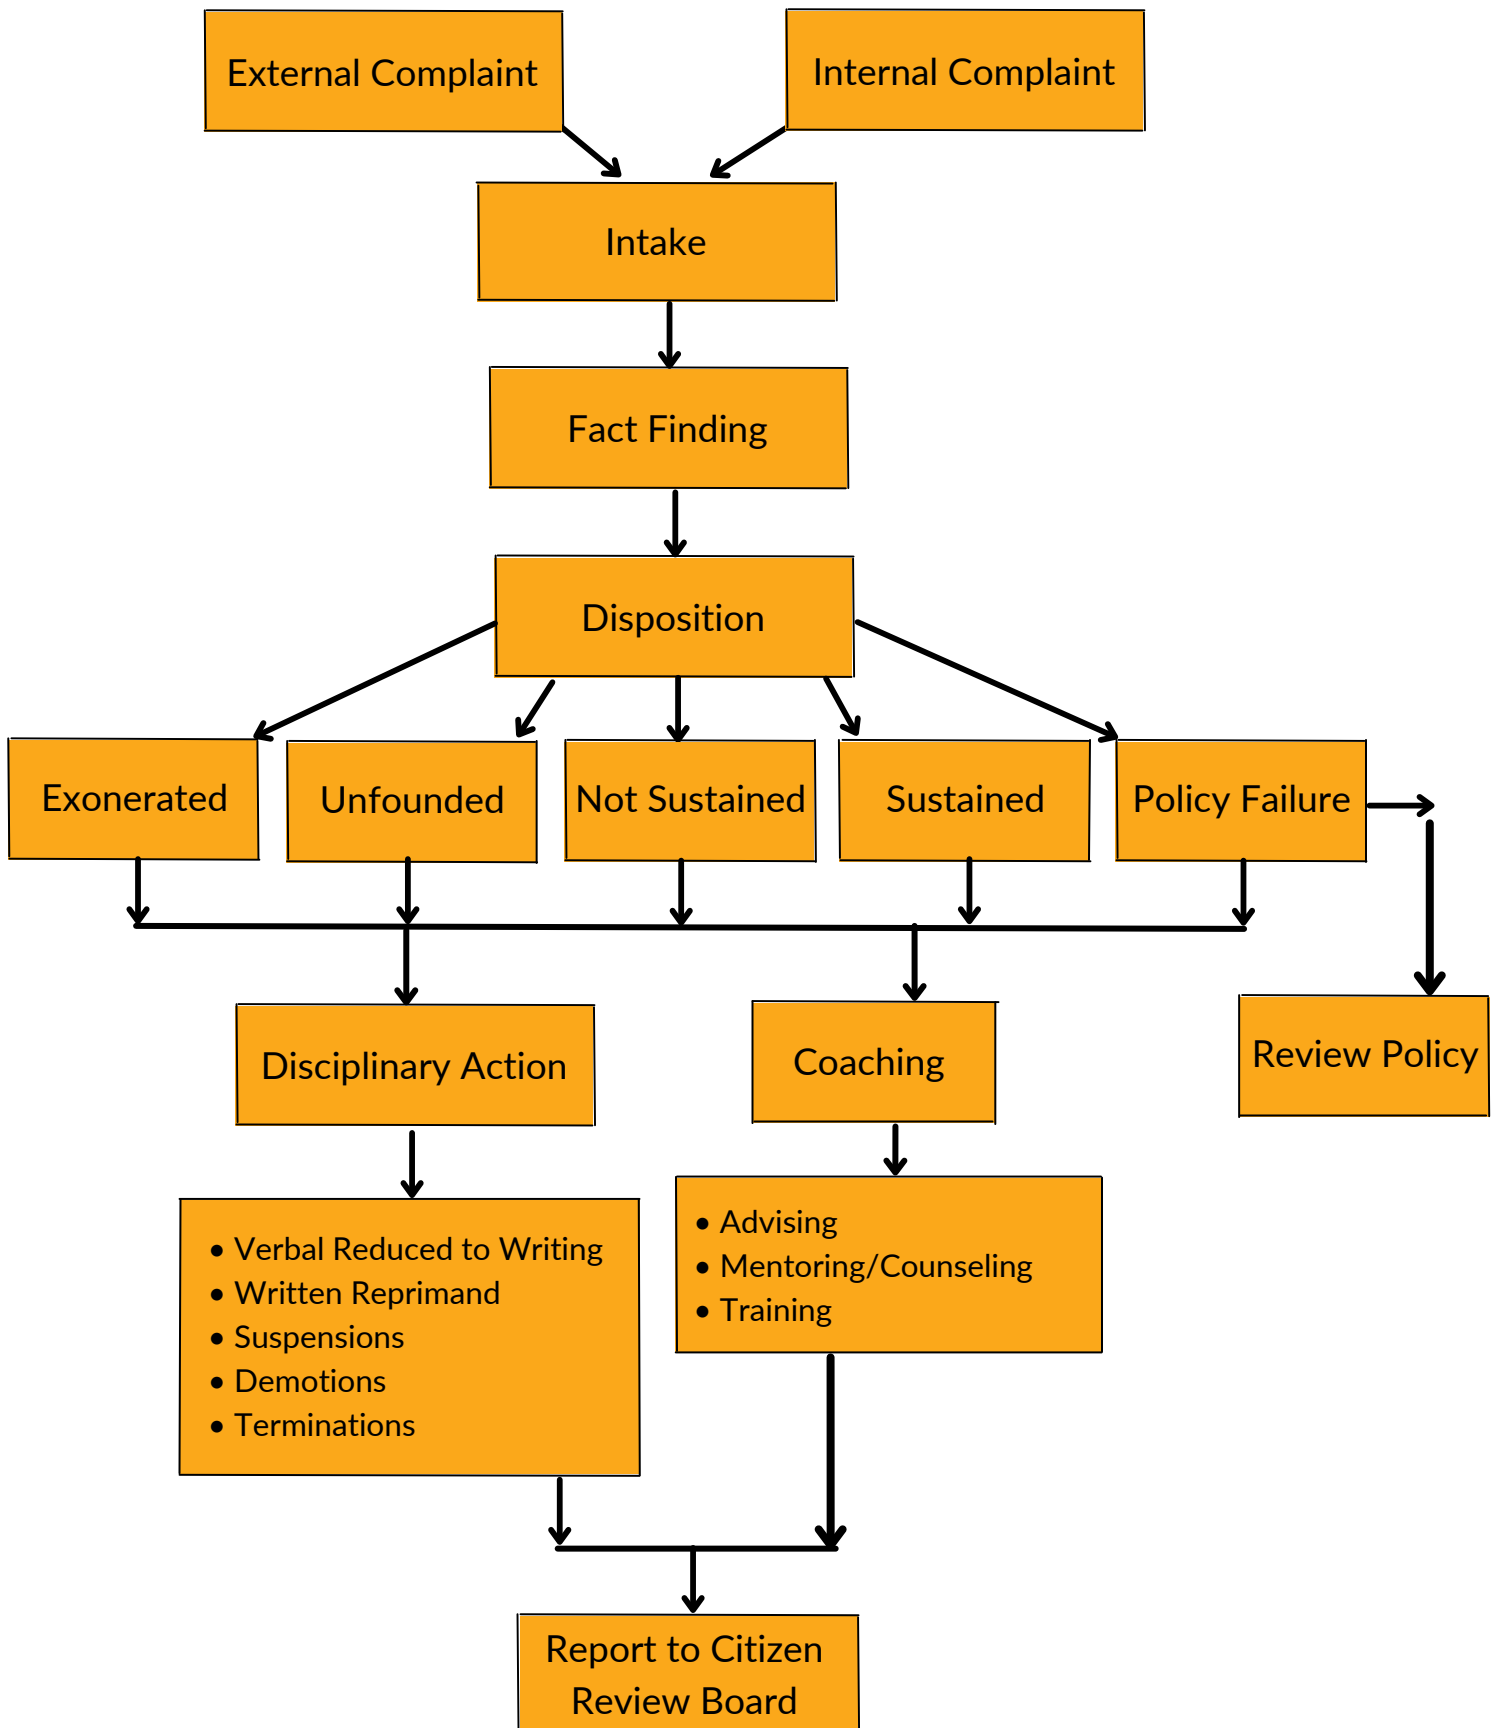 External Complaint
Internal Complaint
Intake
Fact Finding
Disposition
Exonerated
Unfounded
Not Sustained
Sustained
Policy Failure
Disciplinary Action
Coaching
Review Policy
• Verbal Reduced to Writing
• Written Reprimand
• Suspensions
• Demotions
• Terminations
• Advising
• Mentoring/Counseling
• Training
Report to Citizen
Review Board